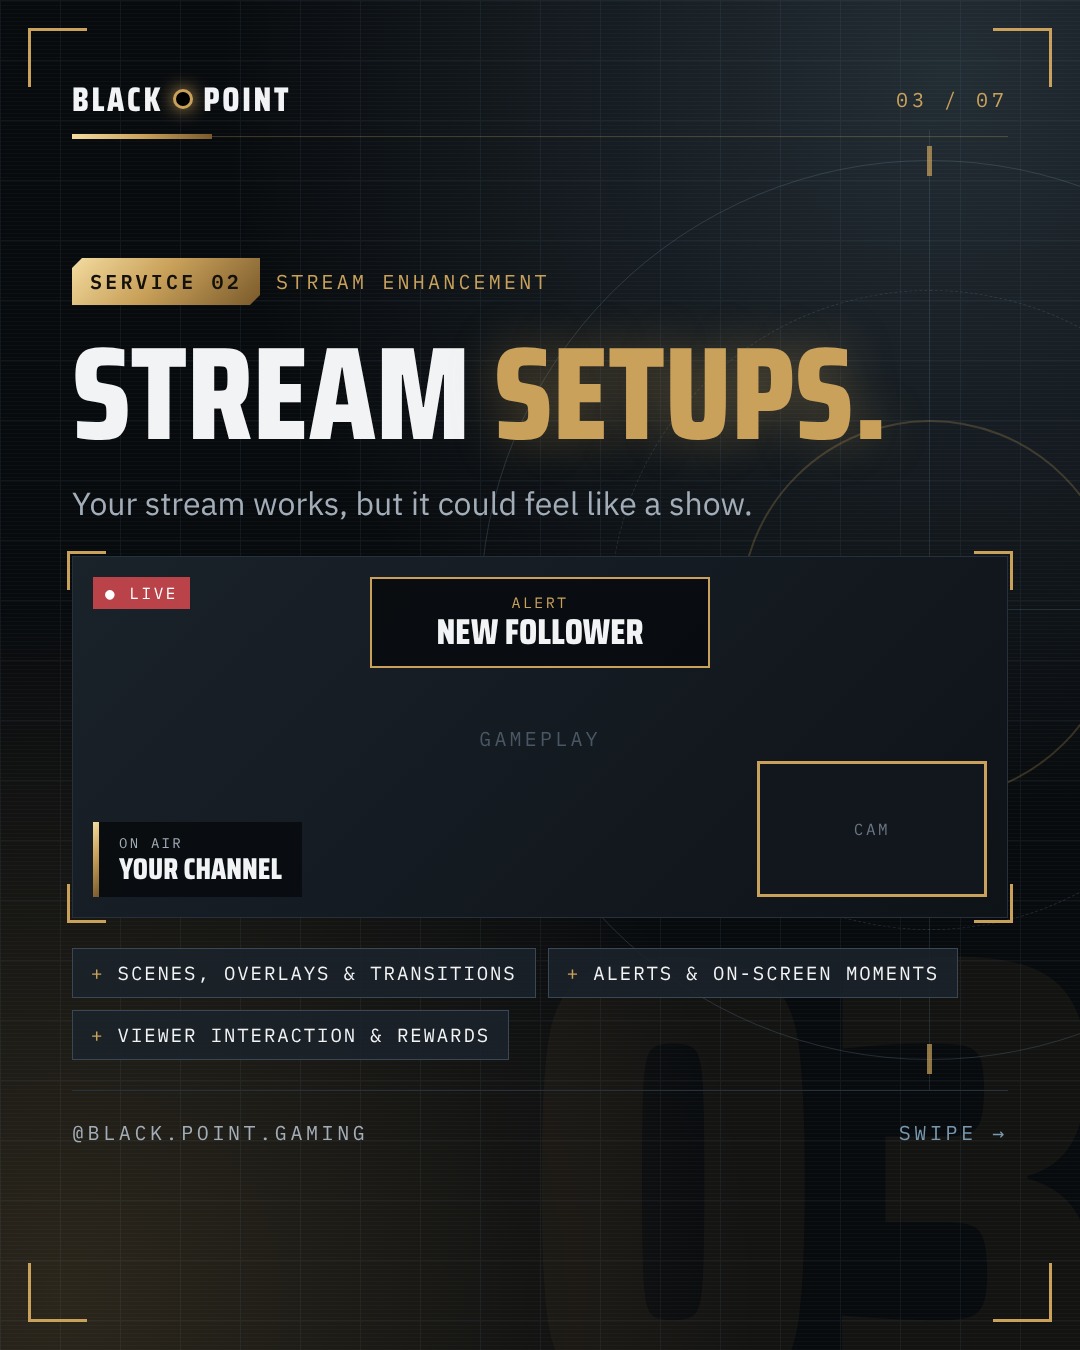 BLACK POINT
03 / 07
SERVICE 02 STREAM ENHANCEMENT
STREAM SETUPS.
Your stream works, but it could feel like a show.
● LIVE
ALERT
NEW FOLLOWER
GAMEPLAY
CAM
ON AIR
YOUR CHANNEL
+ SCENES, OVERLAYS & TRANSITIONS
+ ALERTS & ON-SCREEN MOMENTS
+ VIEWER INTERACTION & REWARDS
@BLACK.POINT.GAMING
SWIPE →
03